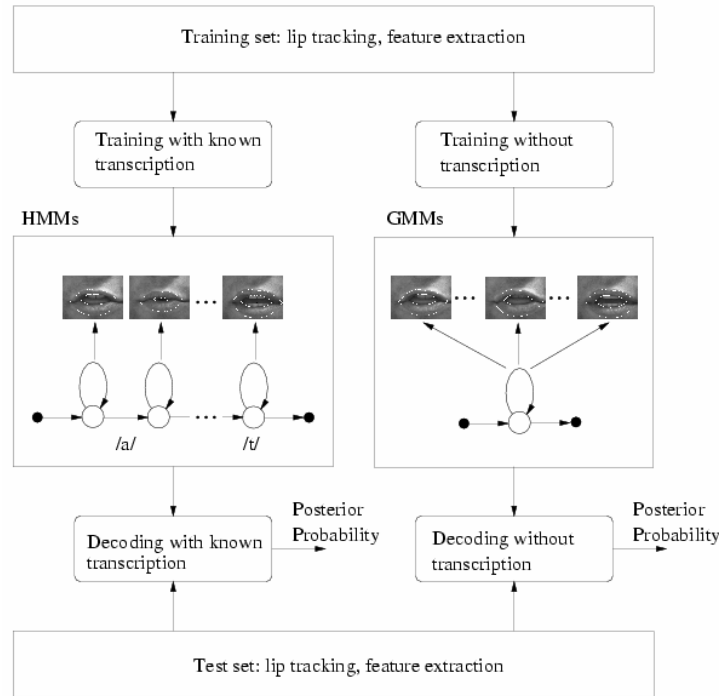 Training set: lip tracking, feature extraction
Training with known
transcription
Training without
transcription
HMMs
GMMs
...
... ...
...
/a/
/t/
Posterior
Probability
Posterior
Probability
Decoding with known
transcription
Decoding without
transcription
Test set: lip tracking, feature extraction